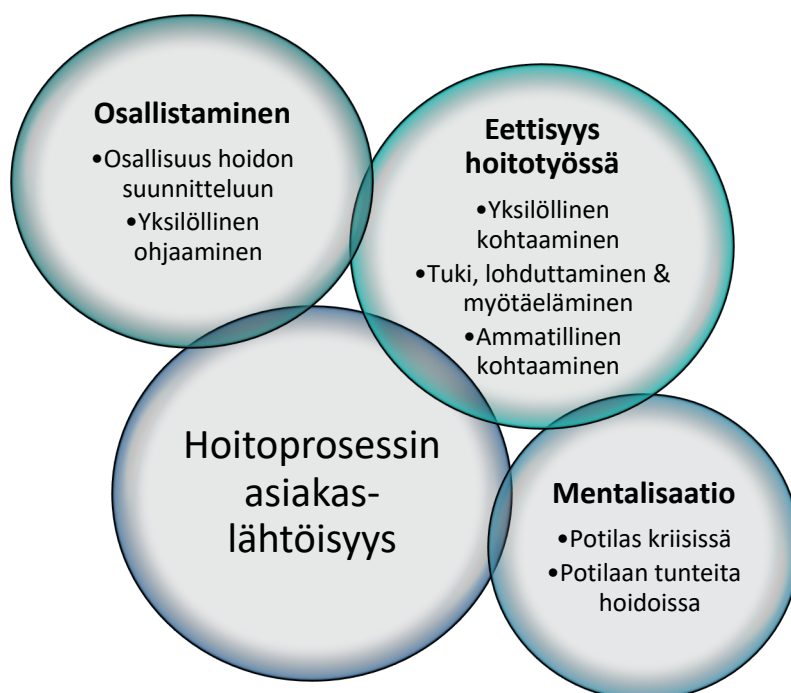 Osallistaminen
•Osallisuus hoidon
suunnitteluun
•Yksilöllinen
ohjaaminen
Eettisyys
hoitotyössä
•Yksilöllinen
kohtaaminen
•Tuki, lohduttaminen &
myötäeläminen
•Ammatillinen
kohtaaminen
Hoitoprosessin
asiakas-
lähtöisyys
Mentalisaatio
•Potilas kriisissä
•Potilaan tunteita
hoidoissa